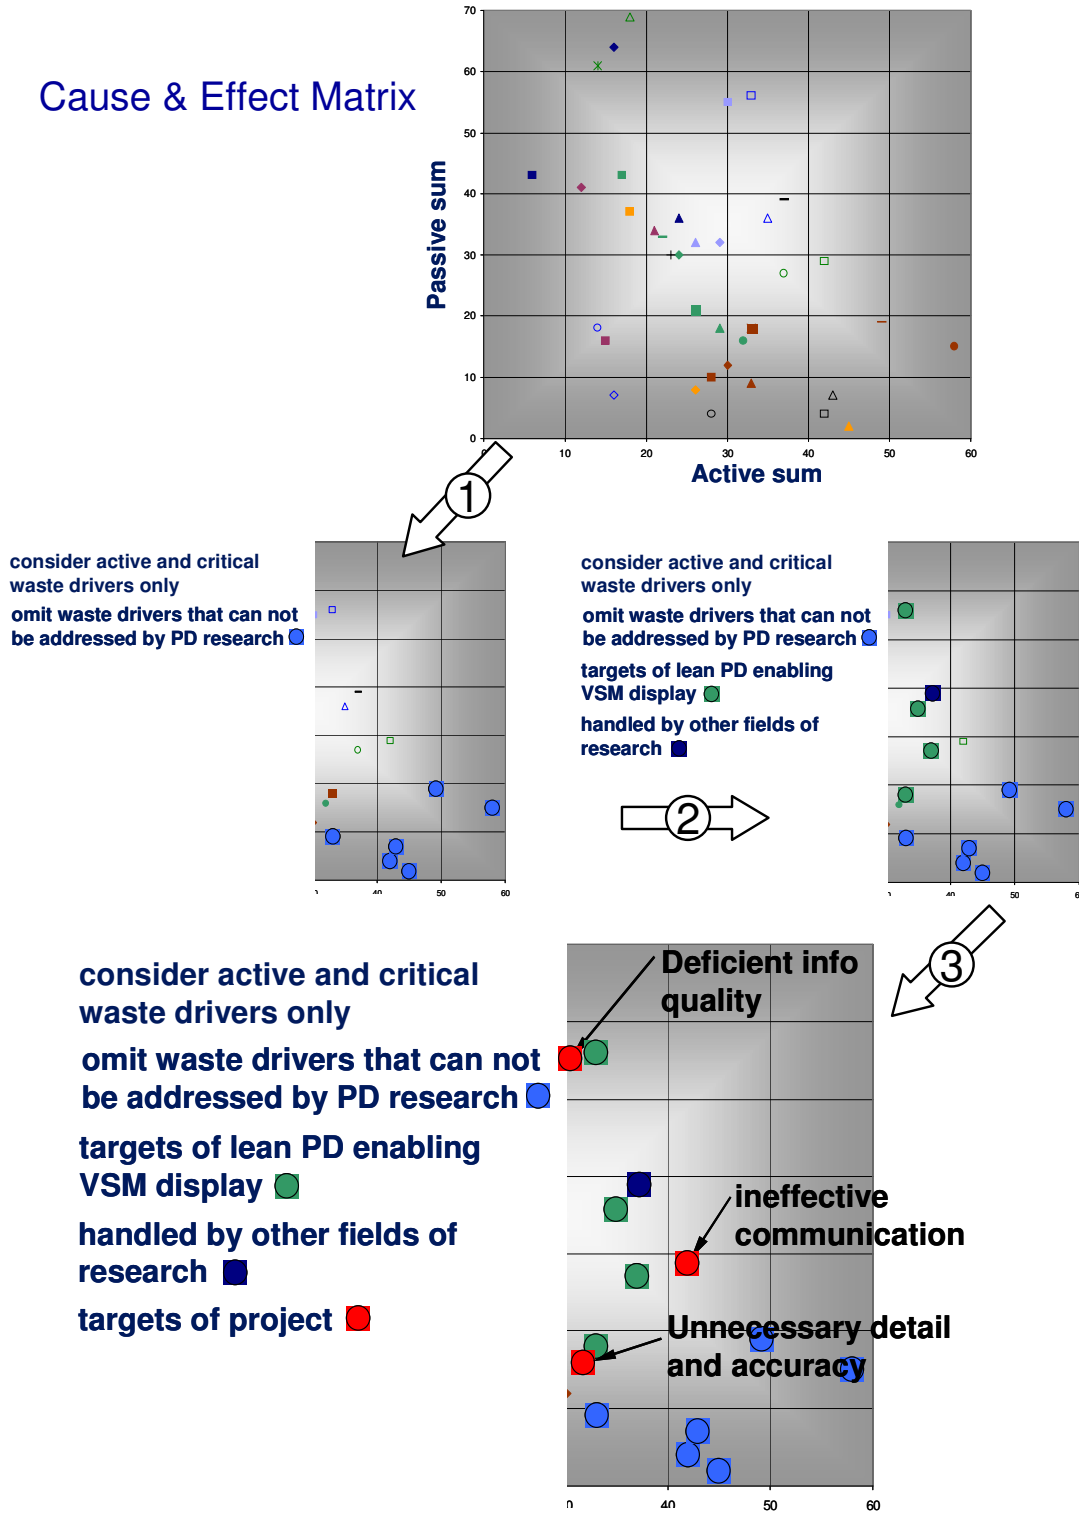 Cause & Effect Matrix
70
60
50
40
30
20
10
0
Passive sum
10
20
30
40
50
60
Active sum
1
consider active and critical
waste drivers only
omit waste drivers that can not
be addressed by PD research
40
50
60
consider active and critical
waste drivers only
omit waste drivers that can not
be addressed by PD research
targets of lean PD enabling
VSM display
handled by other fields of
research
2
40
50
3
consider active and critical
waste drivers only
omit waste drivers that can not
be addressed by PD research
targets of lean PD enabling
VSM display
handled by other fields of
research
targets of project
Deficient info
quality
ineffective
communication
Unnecessary detail
and accuracy
40
50
60